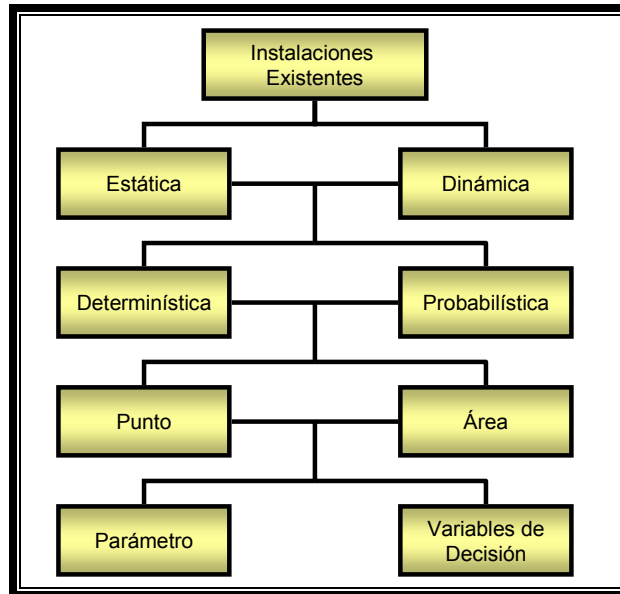 Instalaciones
Existentes
Estática
Dinámica
Determinística
Probabilística
Punto
Área
Parámetro
Variables de
Decisión